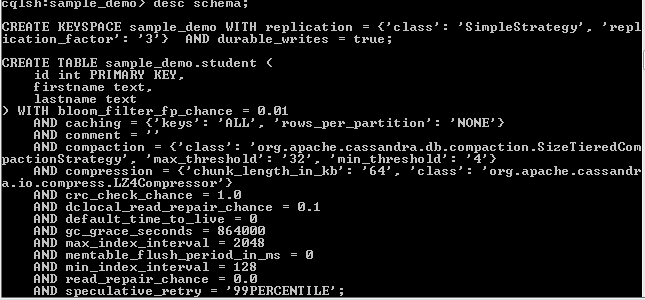 cqlsh:sample_demo> desc schema;
CREATE KEYSPACE sample_demo WITH replication = {'class': 'SimpleStrategy', 'repl
ication_factor': '3'}  AND durable_writes = true;
CREATE TABLE sample_demo.student (
    id int PRIMARY KEY,
    firstname text,
    lastname text
) WITH bloom_filter_fp_chance = 0.01
    AND caching = {'keys': 'ALL', 'rows_per_partition': 'NONE'}
    AND comment = ''
    AND compaction = {'class': 'org.apache.cassandra.db.compaction.SizeTieredCom
pactionStrategy', 'max_threshold': '32', 'min_threshold': '4'}
    AND compression = {'chunk_length_in_kb': '64', 'class': 'org.apache.cassandr
a.io.compress.LZ4Compressor'}
    AND crc_check_chance = 1.0
    AND dclocal_read_repair_chance = 0.1
    AND default_time_to_live = 0
    AND gc_grace_seconds = 864000
    AND max_index_interval = 2048
    AND memtable_flush_period_in_ms = 0
    AND min_index_interval = 128
    AND read_repair_chance = 0.0
    AND speculative_retry = '99PERCENTILE';